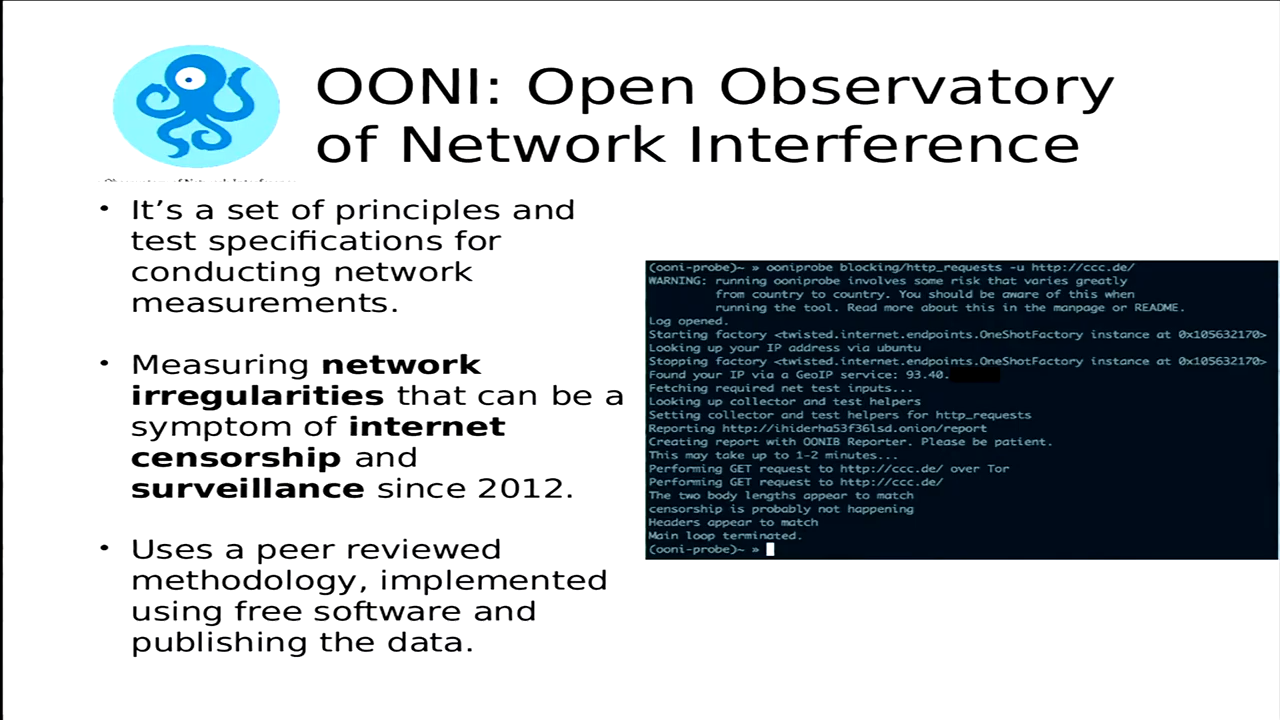 OONI: Open Observatory
of Network Interference
• It’s a set of principles and
test specifications for
conducting network
measurements.
• Measuring network
irregularities that can be a
symptom of internet
censorship and
surveillance since 2012.
• Uses a peer reviewed
methodology, implemented
using free software and
publishing the data.
(ooni-probe)~ » ooniprobe blocking/http_requests -u http://ccc.de/
WARNING: running ooniprobe involves some risk that varies greatly
from country to country. You should be aware of this when
running the tool. Read more about this in the manpage or README.
Log opened.
Starting factory <twisted.internet.endpoints.OneShotFactory instance at 0x105632170>
Looking up your IP address via ubuntu
Stopping factory <twisted.internet.endpoints.OneShotFactory instance at 0x105632170>
Found your IP via a GeoIP service: 93.40.
Fetching required net test inputs...
Looking up collector and test helpers
Setting collector and test helpers for http_requests
Reporting http://ihiderha53f36lsd.onion/report
Creating report with OONIB Reporter. Please be patient.
This may take up to 1-2 minutes...
Performing GET request to http://ccc.de/ over Tor
Performing GET request to http://ccc.de/
The two body lengths appear to match
censorship is probably not happening
Headers appear to match
Main loop terminated.
(ooni-probe)~ »